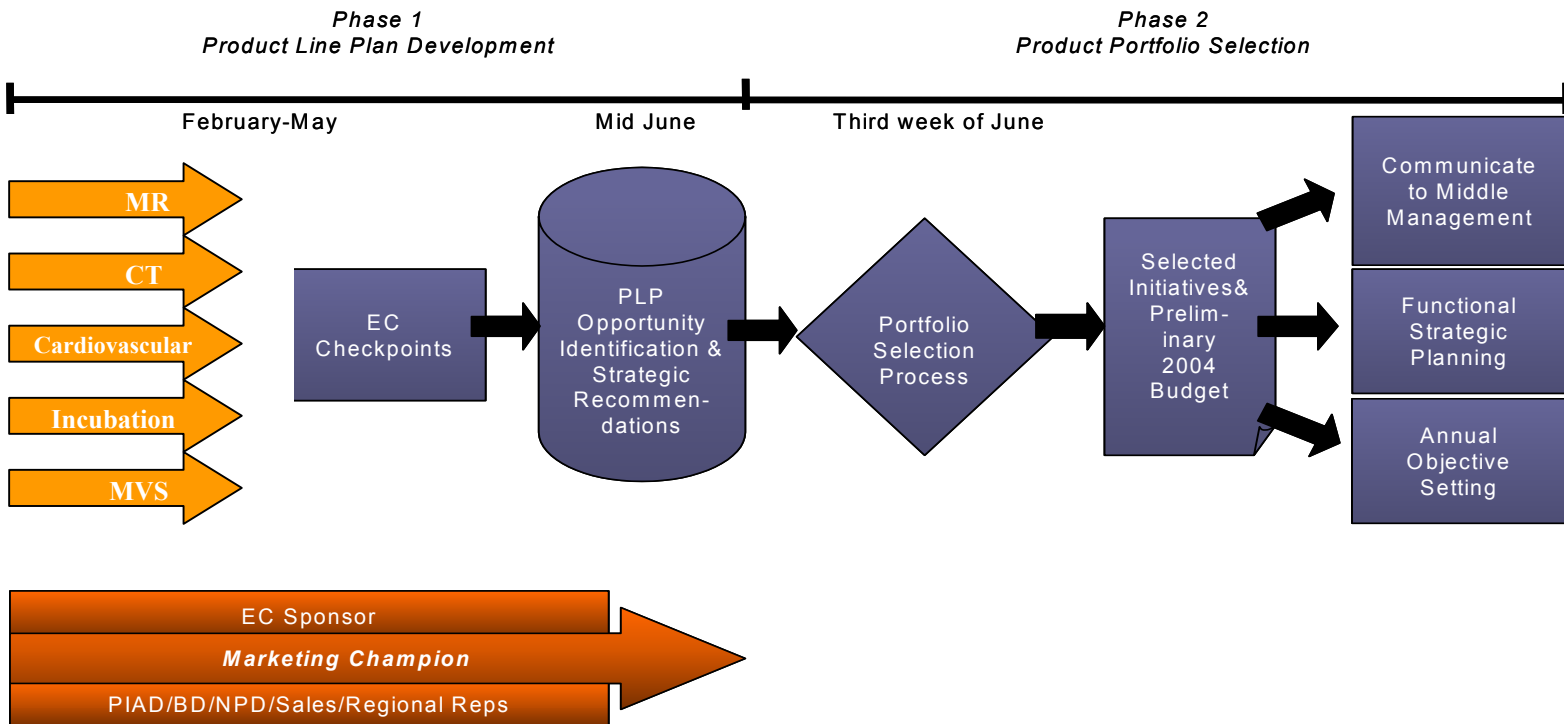 Phase 1
Product Line Plan Development
Phase 2
Product Portfolio Selection
February-May
Mid June
Third week of June
MR
CT
Cardiovascular
Incubation
MVS
EC
Checkpoints
PLP
Opportunity
Identification &
Strategic
Recommen-
dations
Portfolio
Selection
Process
Selected
Initiatives&
Prelim-
inary
2004
Budget
Communicate
to Middle
Management
Functional
Strategic
Planning
Annual
Objective
Setting
EC Sponsor
Marketing Champion
PIAD/BD/NPD/Sales/Regional Reps